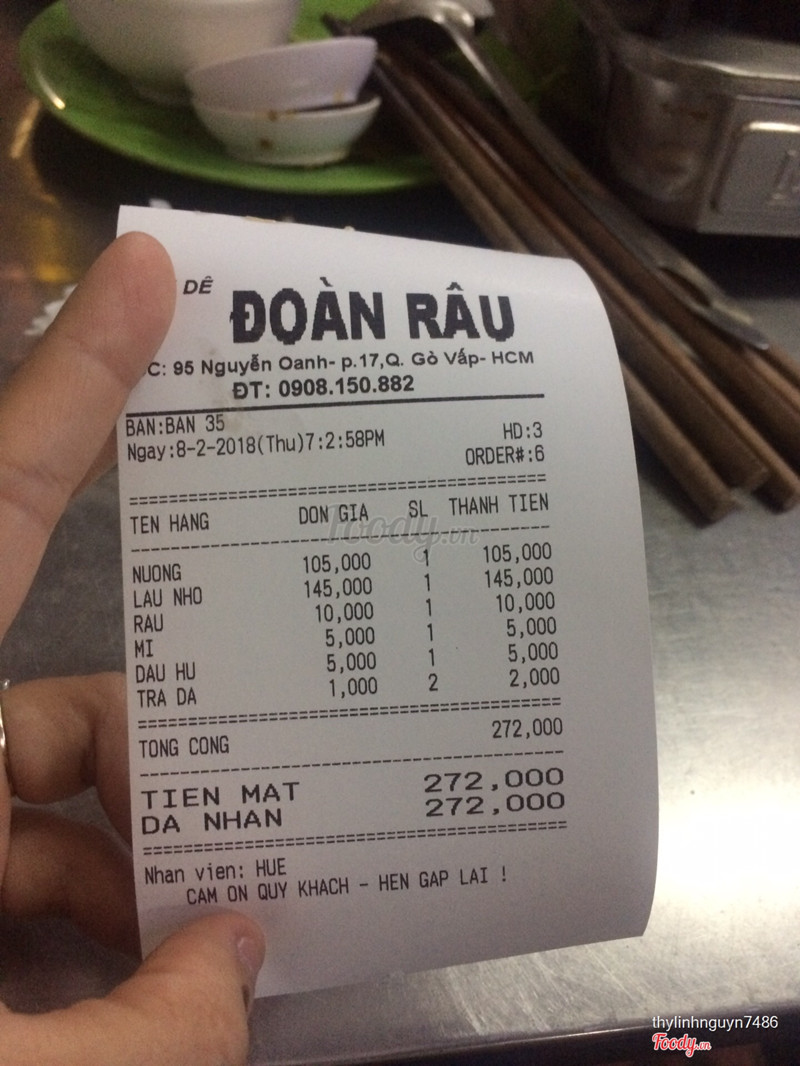 DÊ
ĐOÀN RÂU
C: 95 Nguyễn Oanh- p.17,Q. Gò Vấp- HCM
ĐT: 0908.150.882
BAN:BAN 35
Ngay:8-2-2018(Thu)7:2:58PM HD:3
ORDER#:6
TEN HANG DON GIA SL THANH TIEN
NUONG 105,000 1 105,000
LAU NHO 145,000 1 145,000
RAU 10,000 1 10,000
MI 5,000 1 5,000
DAU HU 5,000 1 5,000
TRA DA 1,000 2 2,000
TONG CONG 272,000
TIEN MAT 272,000
DA NHAN 272,000
Nhan vien: HUE
CAM ON QUY KHACH - HEN GAP LAI !
foody.vn
thylinhnguyn7486
Foody.vn